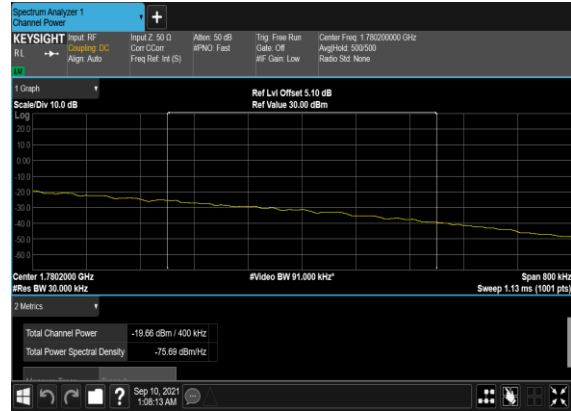 Spectrum Analyzer 1
Channel Power
KEYSIGHT Input: RF Input Z: 50 Ω Atten: 50 dB Trig: Free Run Center Freq: 1.780200000 GHz
RL Coupling: DC Corr CCorr #PNO: Fast Gate: Off Avg|Hold: 500/500
Align: Auto Freq Ref: Int (S) #IF Gain: Low Radio Std: None
1 Graph
Ref Lvl Offset 5.10 dB
Scale/Div 10.0 dB Ref Value 30.00 dBm
Log
20.0
10.0
0.00
-10.0
-20.0
-30.0
-40.0
-50.0
-60.0
Center 1.7802000 GHz #Video BW 91.000 kHz* Span 800 kHz
#Res BW 30.000 kHz Sweep 1.13 ms (1001 pts)
2 Metrics
Total Channel Power -19.66 dBm / 400 kHz
Total Power Spectral Density -75.69 dBm/Hz
?
Sep 10, 2021
1:08:13 AM